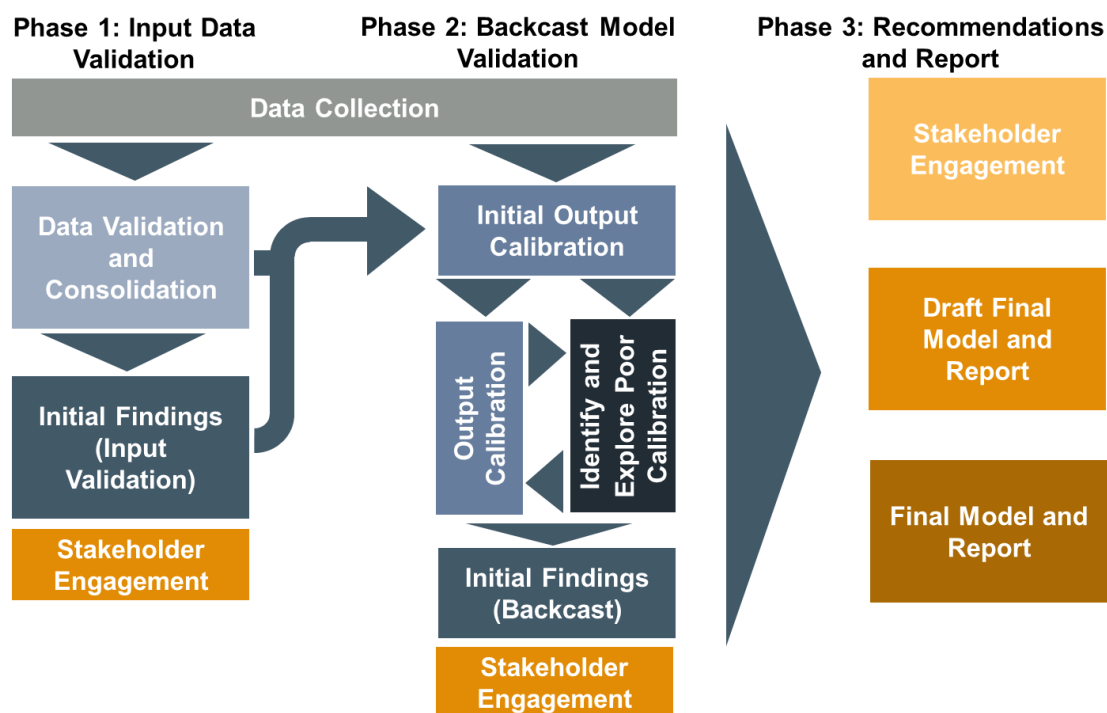 Phase 1: Input Data
Validation
Phase 2: Backcast Model
Validation
Phase 3: Recommendations
and Report
Data Collection
Data Validation
and
Consolidation
Initial Findings
(Input
Validation)
Stakeholder
Engagement
Initial Output
Calibration
Output
Calibration
Identify and
Explore Poor
Calibration
Initial Findings
(Backcast)
Stakeholder
Engagement
Stakeholder
Engagement
Draft Final
Model and
Report
Final Model and
Report